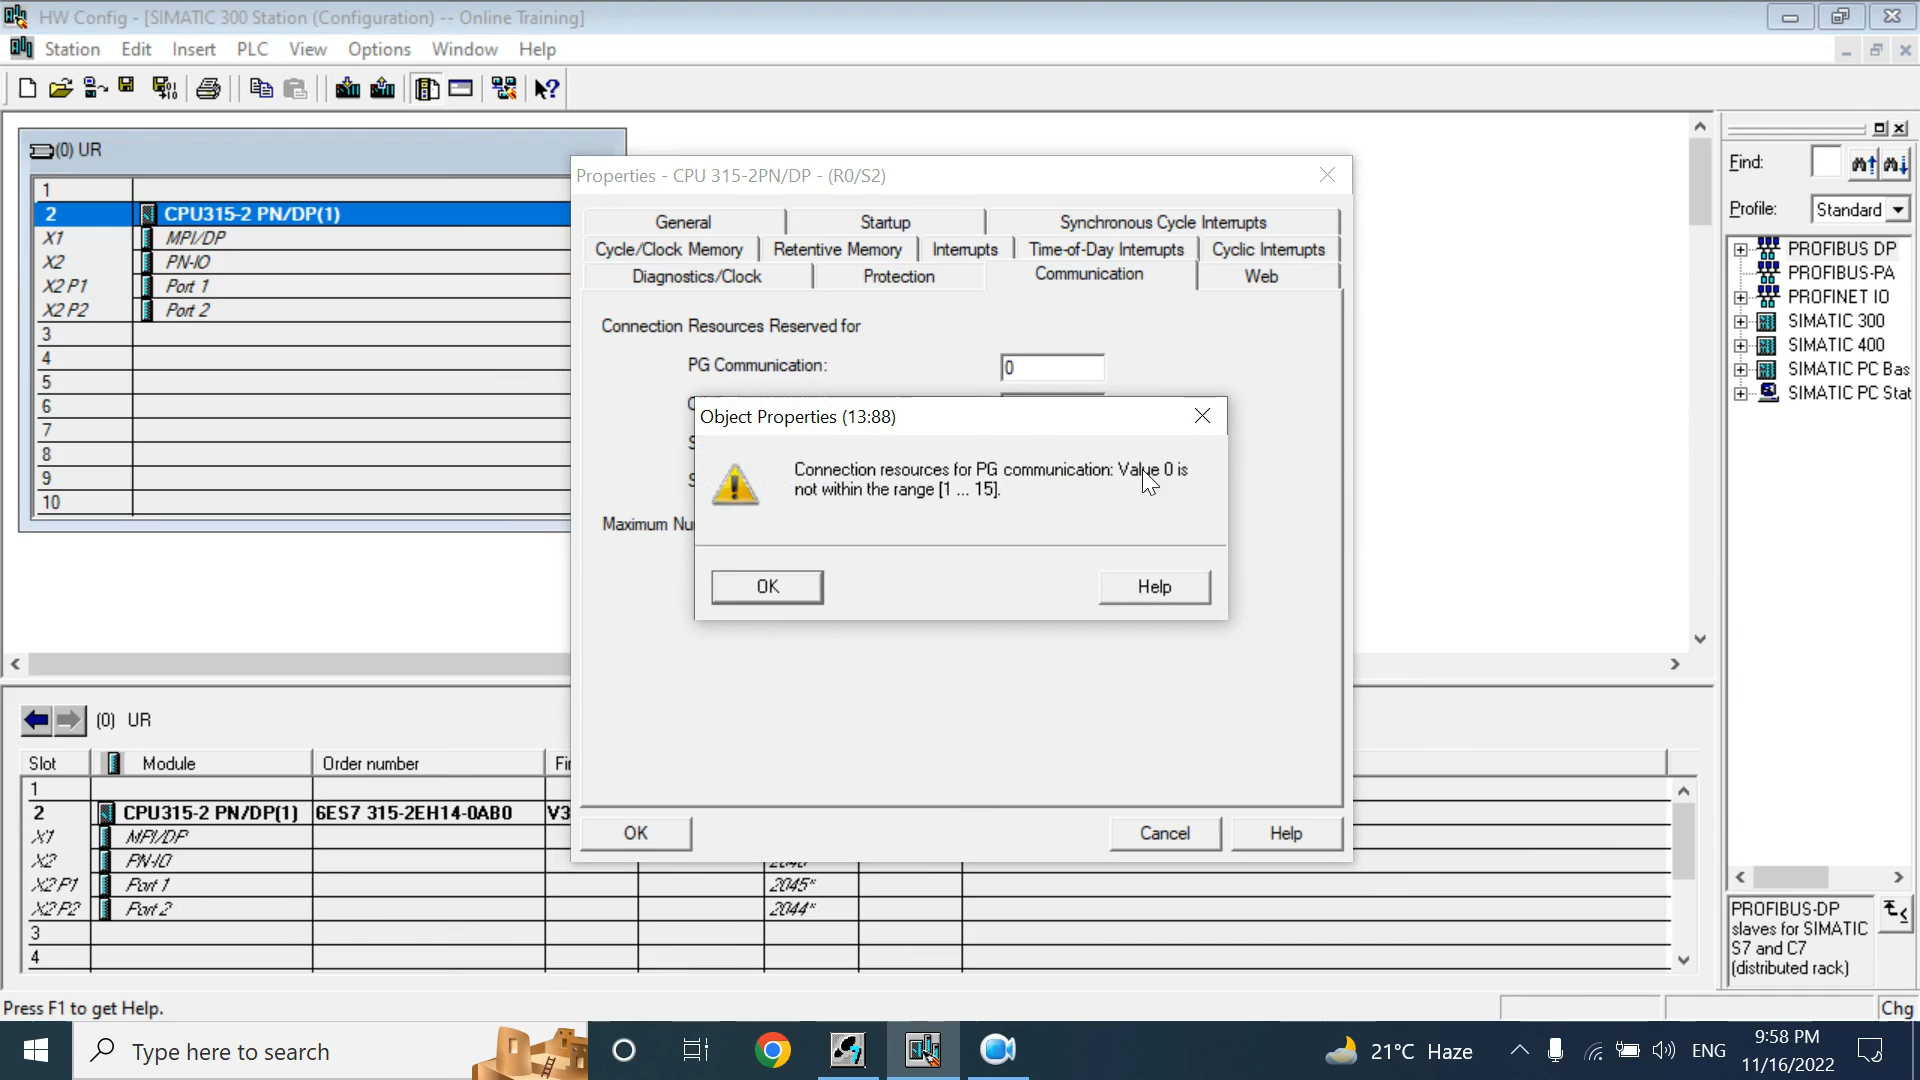 HW Config - [SIMATIC 300 Station (Configuration) -- Online Training]
Station Edit Insert PLC View Options Window Help
(0) UR
1
2 CPU315-2 PN/DP(1)
X1 MPI/DP
X2 PN-IO
X2 P1 Port 1
X2 P2 Port 2
3
4
5
6
7
8
9
10
Properties - CPU 315-2PN/DP - (R0/S2)
General Startup Synchronous Cycle Interrupts
Cycle/Clock Memory Retentive Memory Interrupts Time-of-Day Interrupts Cyclic Interrupts
Diagnostics/Clock Protection Communication Web
Connection Resources Reserved for
PG Communication: 0
Maximum Nu
Object Properties (13:88)
Connection resources for PG communication: Value 0 is
not within the range [1 ... 15].
OK Help
OK Cancel Help
Find:
Profile: Standard
PROFIBUS DP
PROFIBUS-PA
PROFINET IO
SIMATIC 300
SIMATIC 400
SIMATIC PC Bas
SIMATIC PC Stat
PROFIBUS-DP
slaves for SIMATIC
S7 and C7
(distributed rack)
(0) UR
Slot Module Order number Fi
1
2 CPU315-2 PN/DP(1) 6ES7 315-2EH14-0AB0 V3
X1 MPI/DP
X2 PN-IO
X2 P1 Port 1 2045*
X2 P2 Port 2 2044*
3
4
Press F1 to get Help. Chg
Type here to search
21°C Haze ENG
9:58 PM
11/16/2022